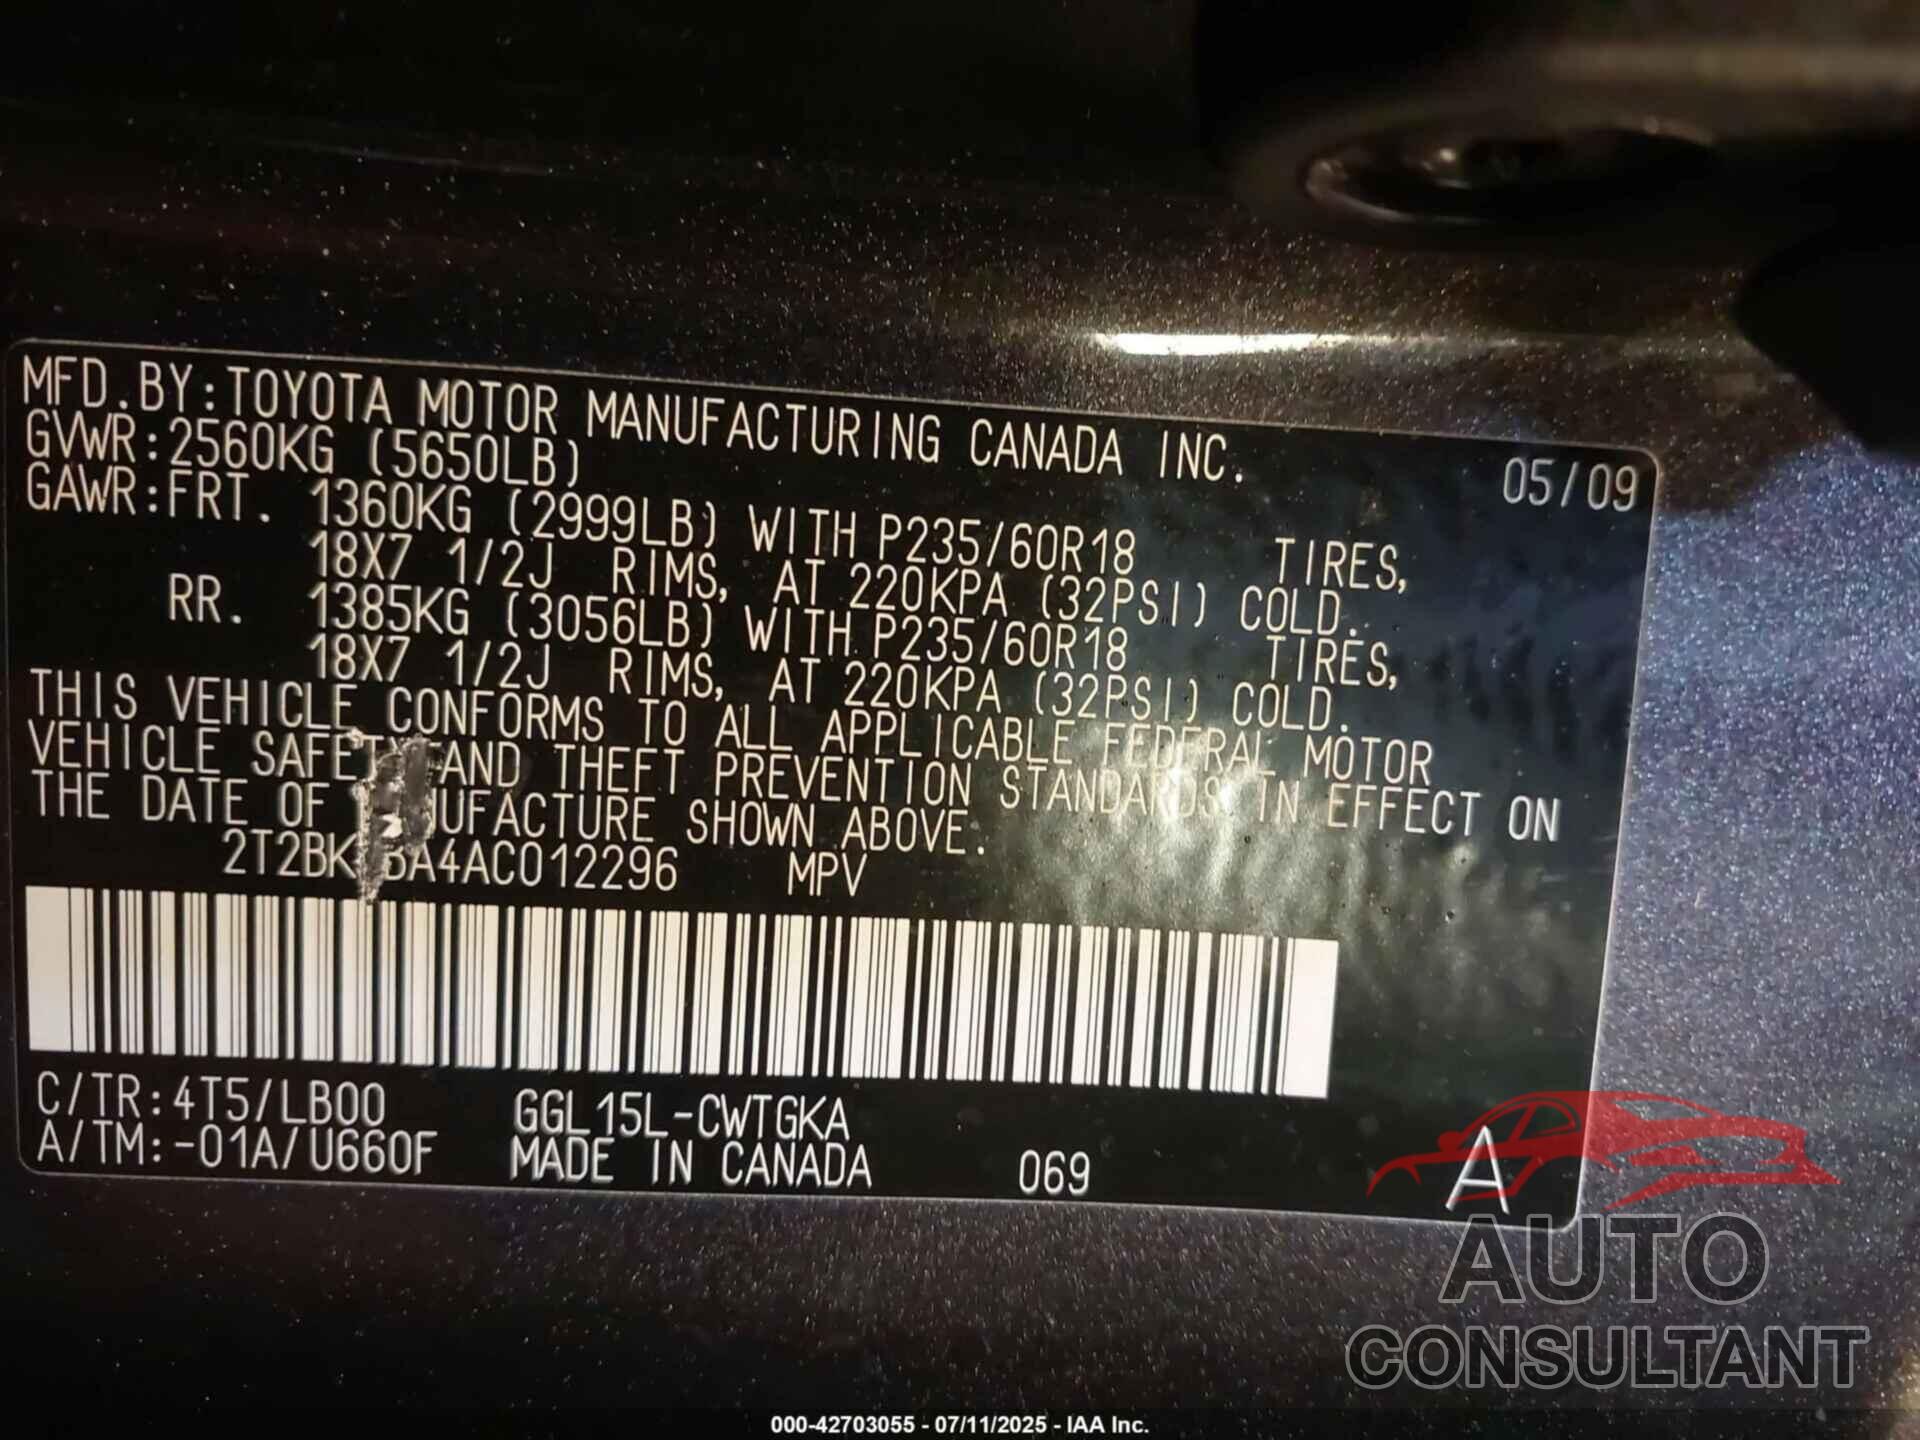 MFD.BY:TOYOTA MOTOR MANUFACTURING CANADA INC. 05/09
GVWR:2560KG (5650LB)
GAWR:FRT. 1360KG (2999LB) WITH P235/60R18 TIRES,
18X7 1/2J RIMS, AT 220KPA (32PSI) COLD.
RR. 1385KG (3056LB) WITH P235/60R18 TIRES,
18X7 1/2J RIMS, AT 220KPA (32PSI) COLD.
THIS VEHICLE CONFORMS TO ALL APPLICABLE FEDERAL MOTOR
VEHICLE SAFETY AND THEFT PREVENTION STANDARDS IN EFFECT ON
THE DATE OF UFACTURE SHOWN ABOVE.
2T2BK BA4AC012296 MPV
C/TR:4T5/LB00 GGL15L-CWTGKA
A/TM:-01A/U660F MADE IN CANADA 069 A
AUTO
CONSULTANT
000-42703055 - 07/11/2025 - IAA Inc.